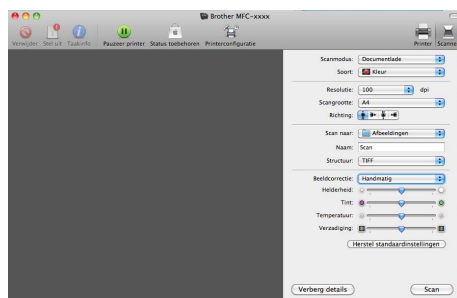 Brother MFC-xxxx
Verwijder Stel uit Taakinfo Pauzeer printer Status toebehoren Printerconfiguratie Printer Scanne
Scanmodus: Documentlade
Soort: Kleur
Resolutie: 100 dpi
Scangrootte: A4
Richting:
Scan naar: Afbeeldingen
Naam: Scan
Structuur: TIFF
Beeldcorrectie: Handmatig
Helderheid:
Tint:
Temperatuur:
Verzadiging:
Herstel standaardinstellingen
Verberg details Scan